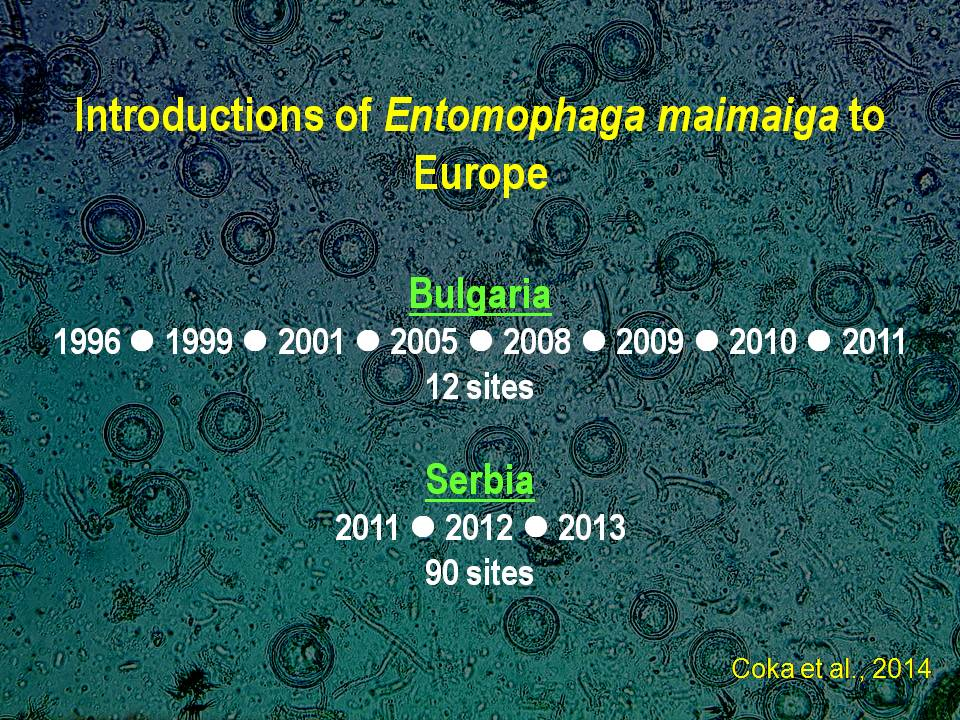 Introductions of Entomophaga maimaiga to
Europe
Bulgaria
1996 ● 1999 ● 2001 ● 2005 ● 2008 ● 2009 ● 2010 ● 2011
12 sites
Serbia
2011 ● 2012 ● 2013
90 sites
Coka et al., 2014